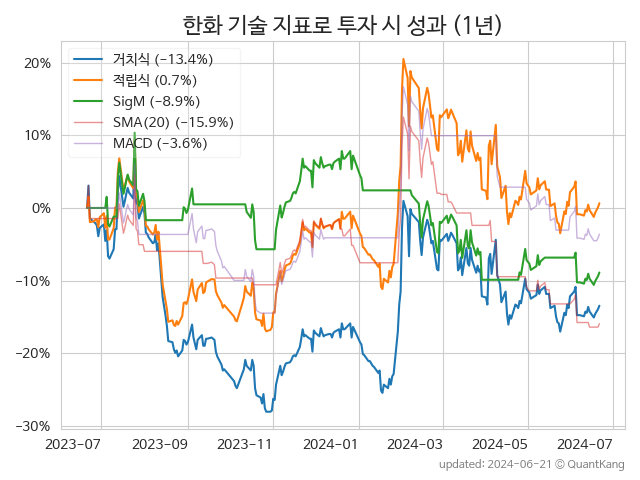 한화 기술 지표로 투자 시 성과 (1년)
거치식 (−13.4%)
적립식 (0.7%)
SigM (−8.9%)
SMA(20) (−15.9%)
MACD (−3.6%)
20%
10%
0%
−10%
−20%
−30%
2023-07 2023-09 2023-11 2024-01 2024-03 2024-05 2024-07
updated: 2024-06-21 © QuantKang